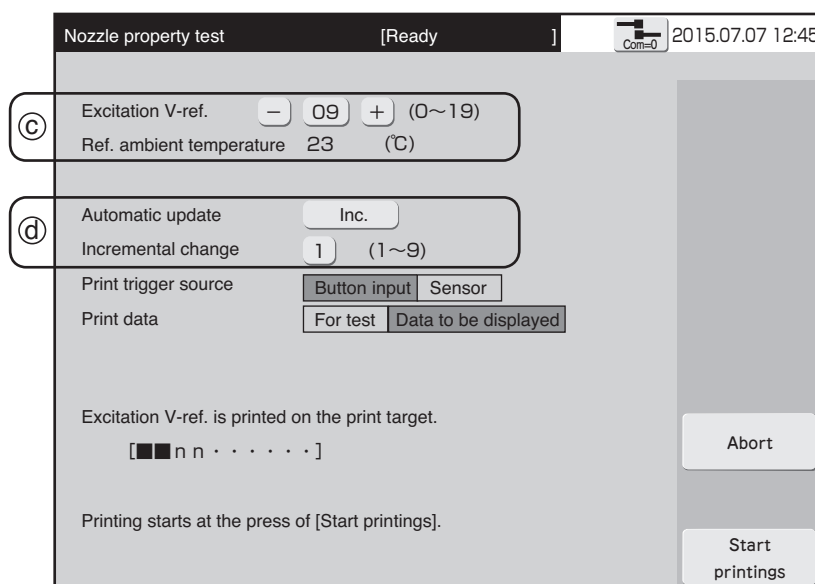 Nozzle property test [Ready ] Com=0 2015.07.07 12:45
ⓒ Excitation V-ref. − 09 + (0～19)
Ref. ambient temperature 23 (℃)
ⓓ Automatic update Inc.
Incremental change 1 (1～9)
Print trigger source Button input Sensor
Print data For test Data to be displayed
Excitation V-ref. is printed on the print target.
[■■n n・・・・・・]
Abort
Printing starts at the press of [Start printings].
Start
printings